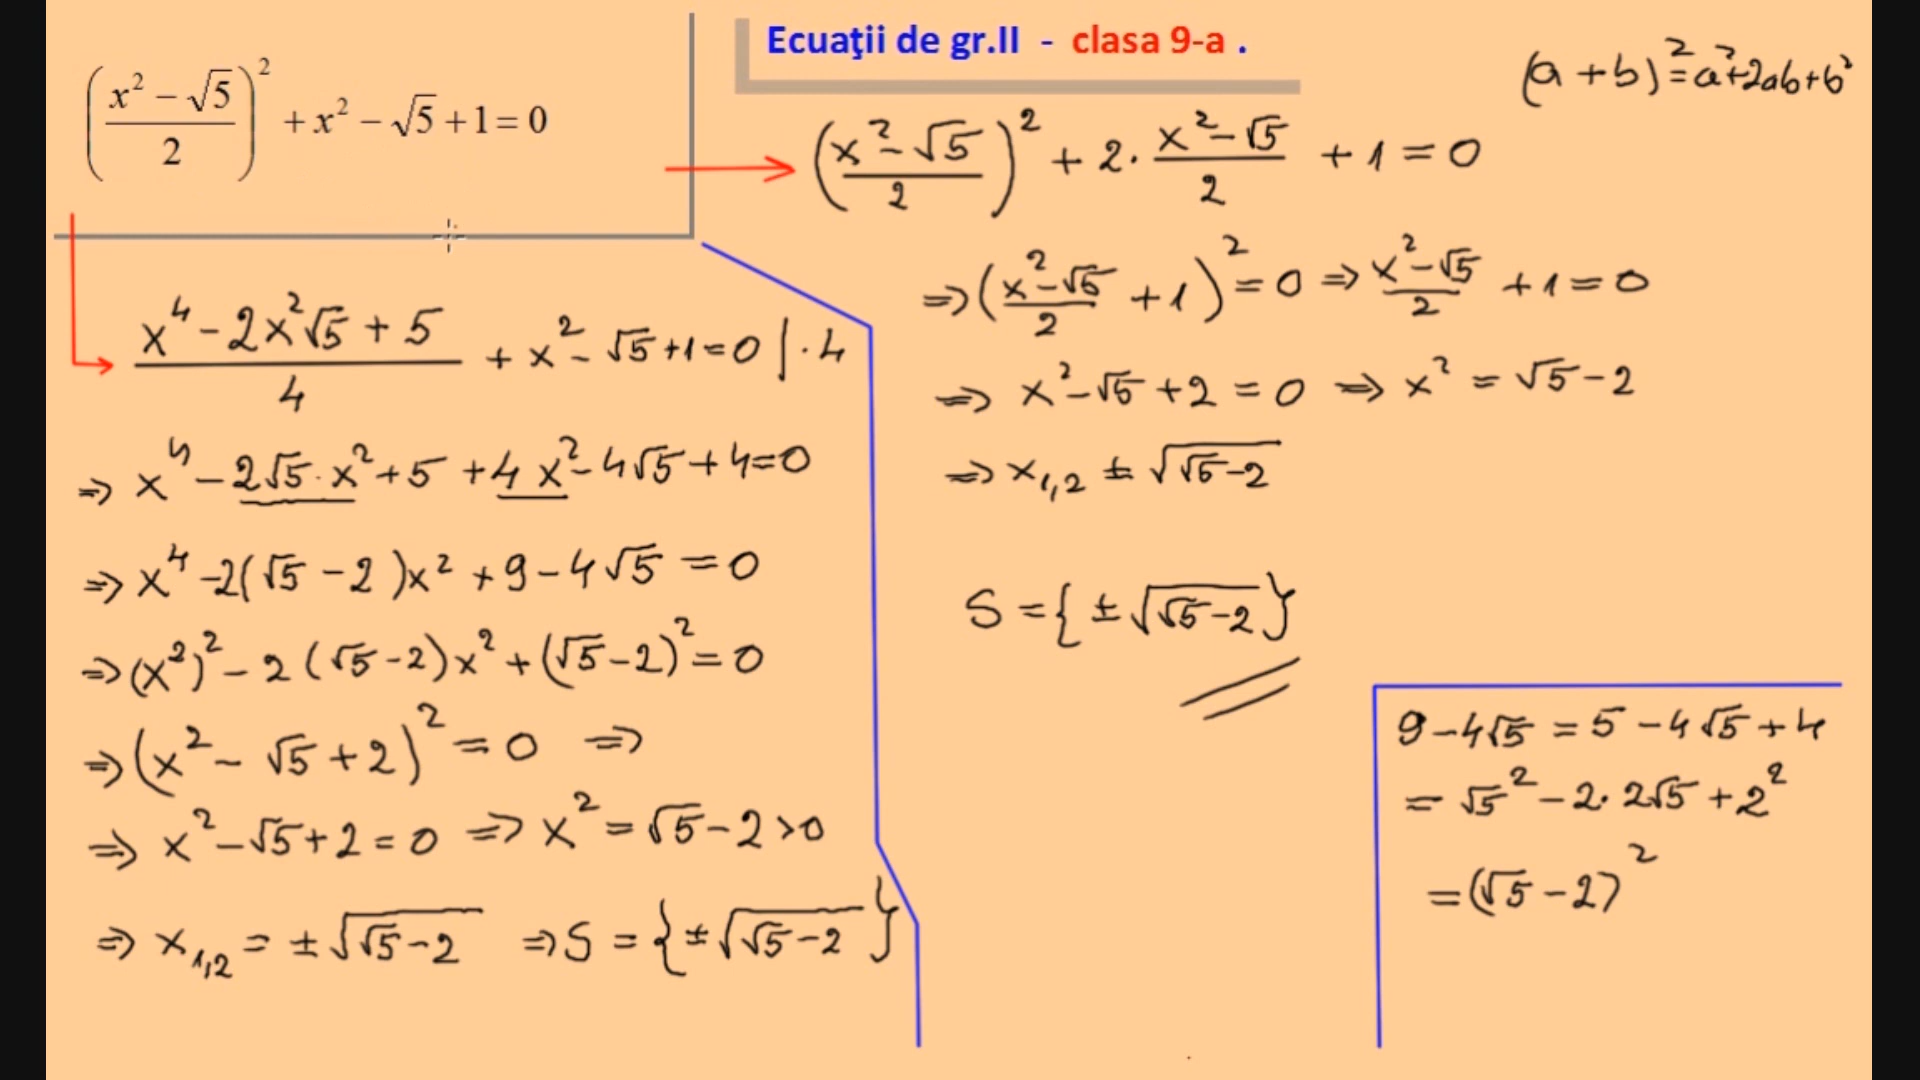 Ecuaţii de gr.II - clasa 9-a .
(a + b)² = a² + 2ab + b²
((x² − √5)/2)² + x² − √5 + 1 = 0
(x⁴ − 2x²√5 + 5)/4 + x² − √5 + 1 = 0 | · 4
⇒ x⁴ − 2√5 · x² + 5 + 4x² − 4√5 + 4 = 0
⇒ x⁴ − 2(√5 − 2)x² + 9 − 4√5 = 0
⇒ (x²)² − 2(√5 − 2)x² + (√5 − 2)² = 0
⇒ (x² − √5 + 2)² = 0 ⇒
⇒ x² − √5 + 2 = 0 ⇒ x² = √5 − 2 > 0
⇒ x₁,₂ = ±√(√5 − 2) ⇒ S = {±√(√5 − 2)}
((x² − √5)/2)² + 2 · (x² − √5)/2 + 1 = 0
⇒ ((x² − √5)/2 + 1)² = 0 ⇒ (x² − √5)/2 + 1 = 0
⇒ x² − √5 + 2 = 0 ⇒ x² = √5 − 2
⇒ x₁,₂ ± √(√5 − 2)
S = {±√(√5 − 2)}
9 − 4√5 = 5 − 4√5 + 4
= √5² − 2 · 2√5 + 2²
= (√5 − 2)²